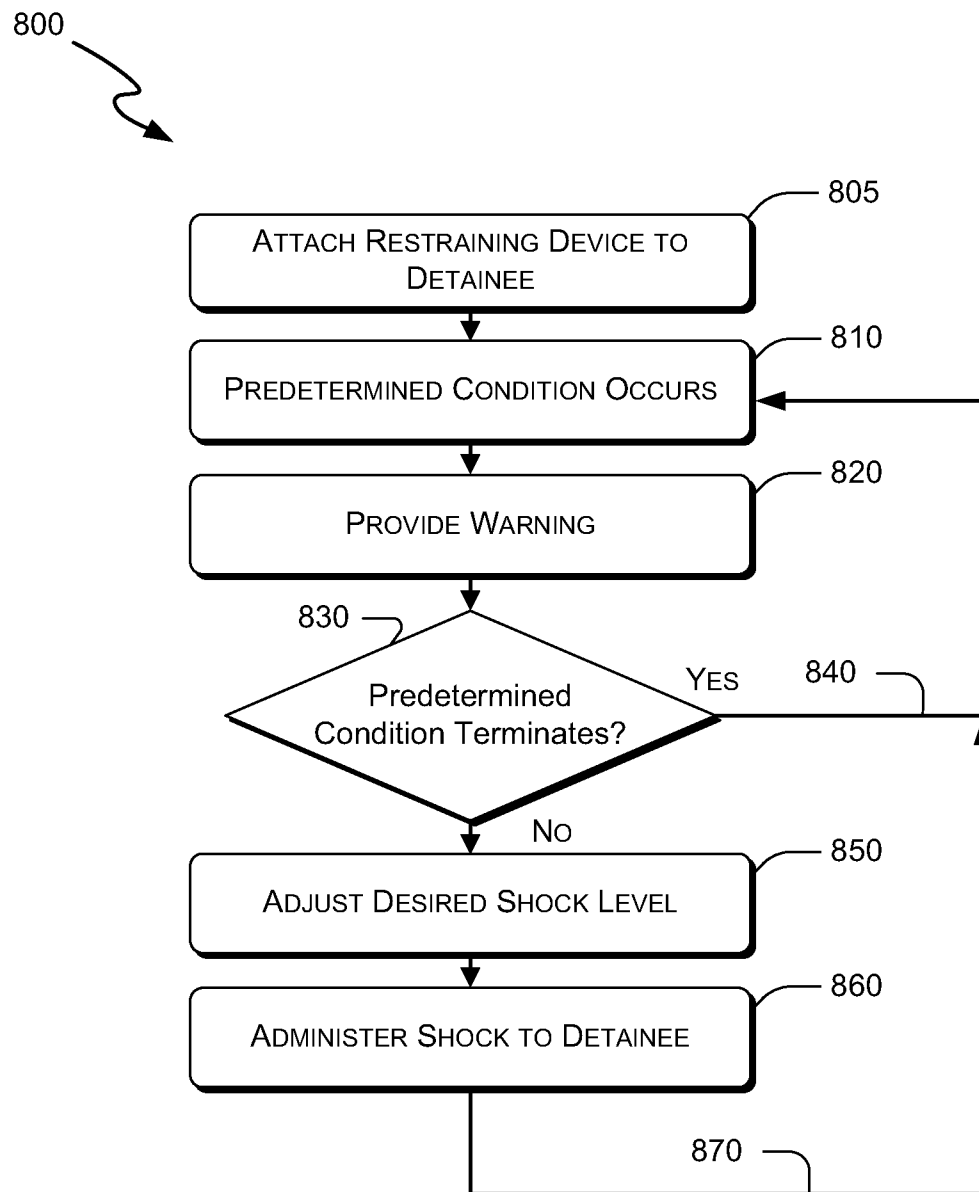 800
805
ATTACH RESTRAINING DEVICE TO
DETAINEE
810
PREDETERMINED CONDITION OCCURS
820
PROVIDE WARNING
830
Predetermined
Condition Terminates?
YES
840
NO
850
ADJUST DESIRED SHOCK LEVEL
860
ADMINISTER SHOCK TO DETAINEE
870